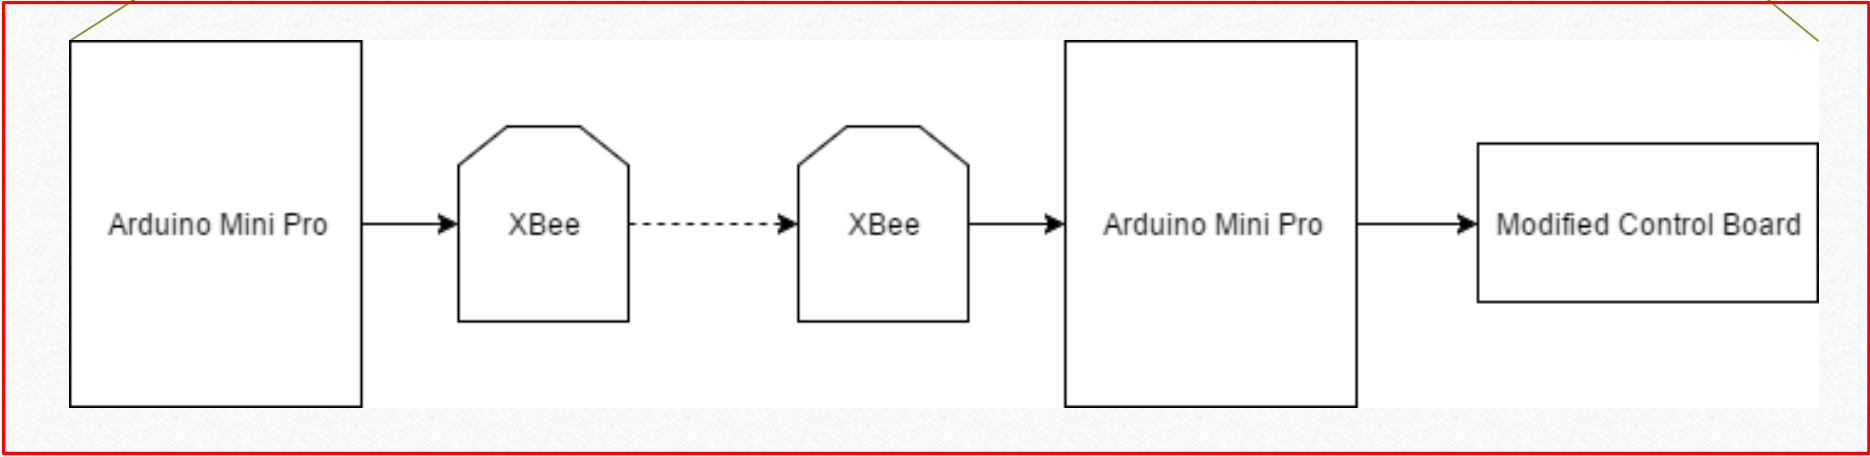 Arduino Mini Pro
XBee
XBee
Arduino Mini Pro
Modified Control Board